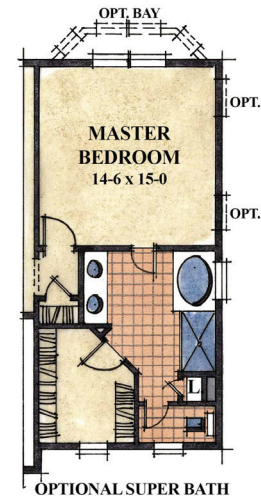 OPT. BAY
OPT.
MASTER
BEDROOM
14-6 x 15-0
OPT.
L
OPTIONAL SUPER BATH